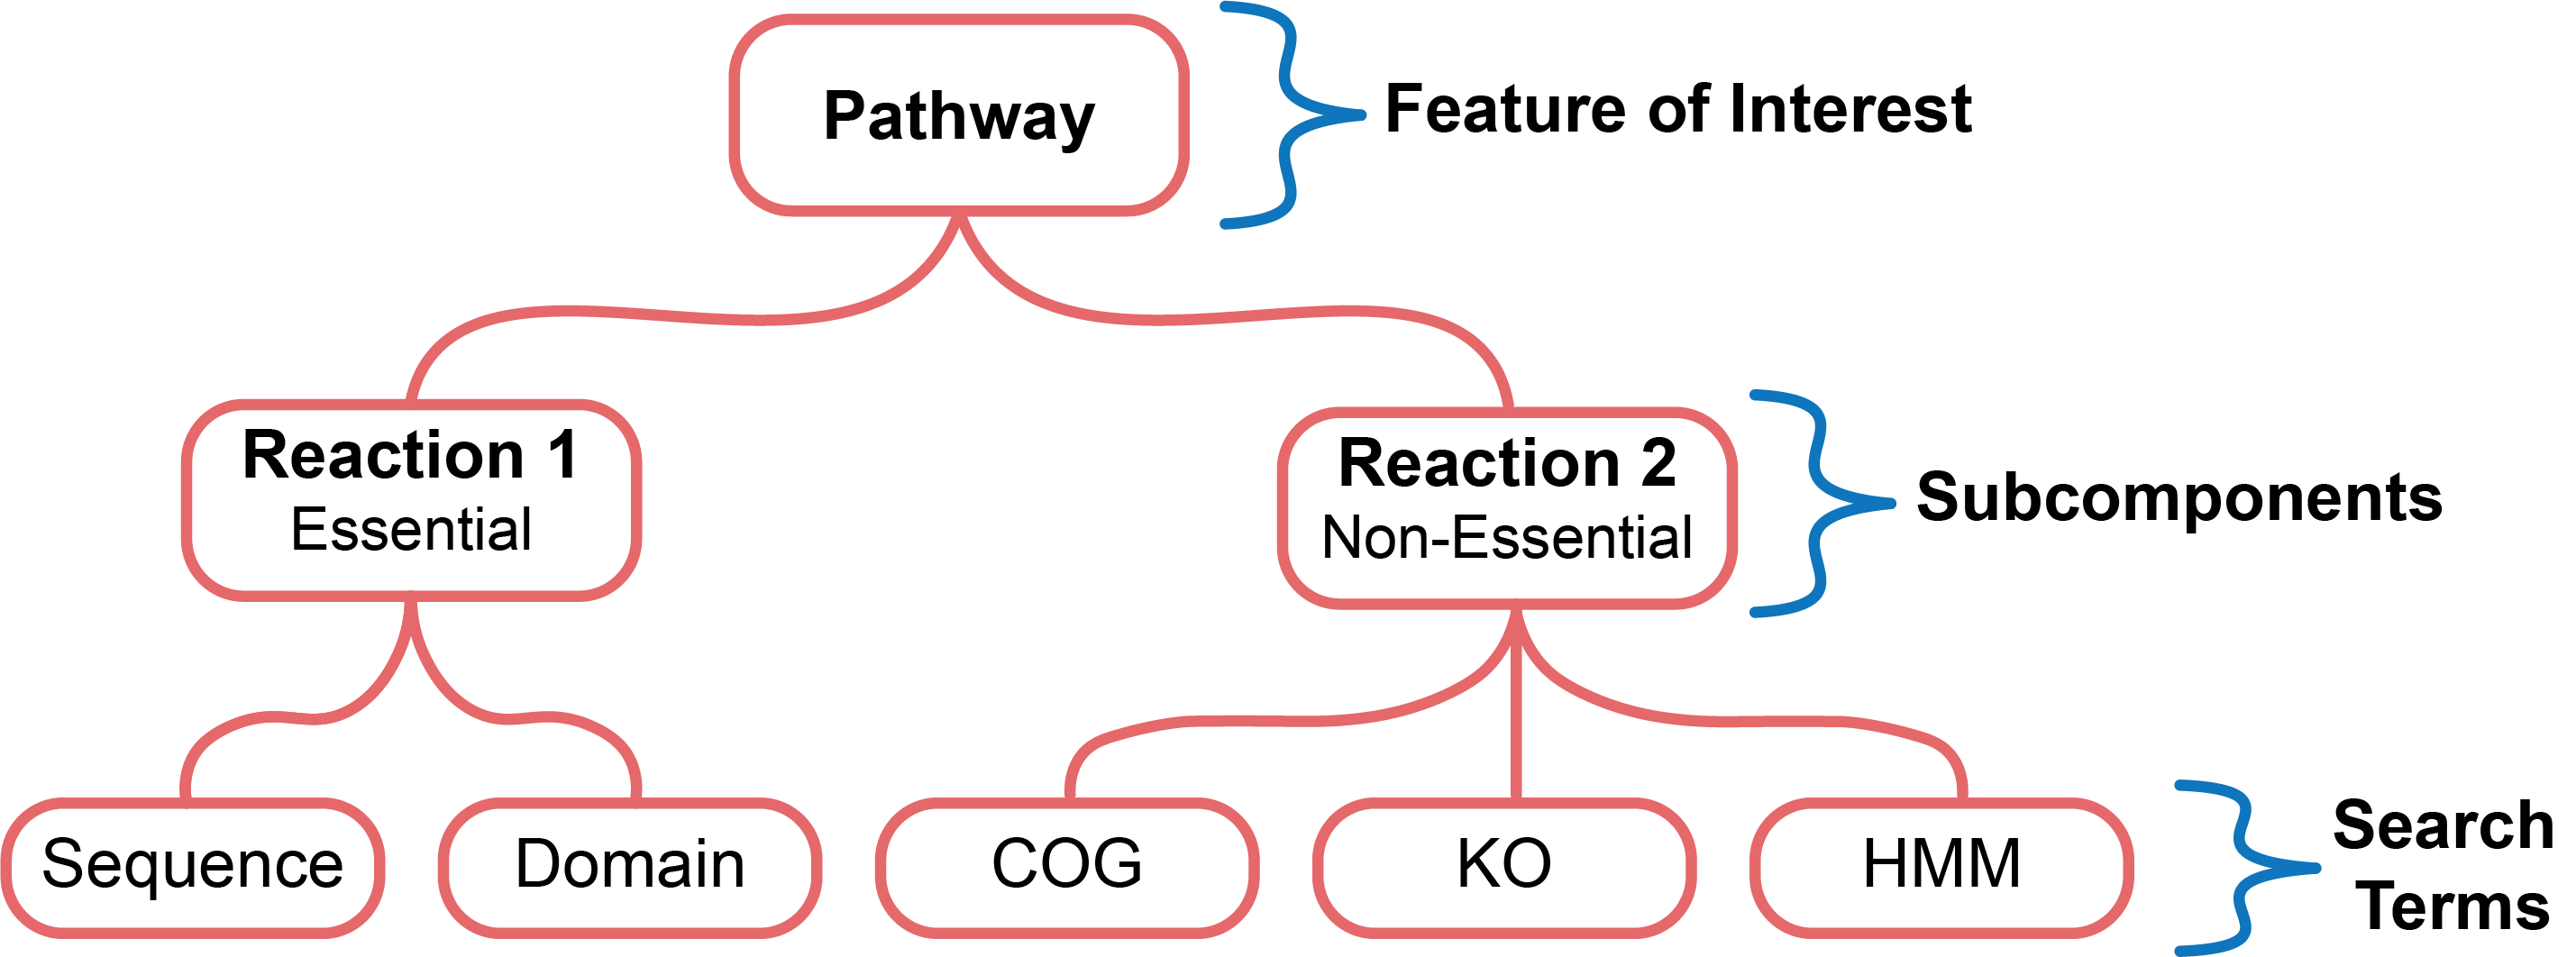 Pathway
Feature of Interest
Reaction 1
Essential
Reaction 2
Non-Essential
Subcomponents
Sequence
Domain
COG
KO
HMM
Search
Terms